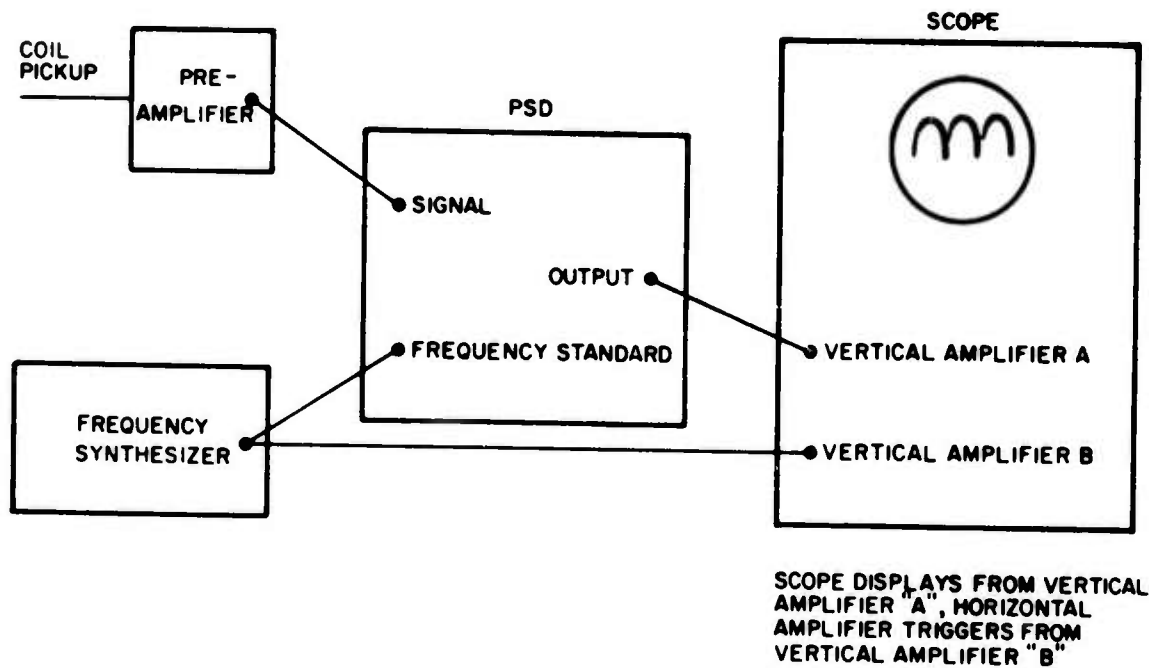 COIL
PICKUP
PRE-
AMPLIFIER
PSD
SIGNAL
OUTPUT
FREQUENCY STANDARD
FREQUENCY
SYNTHESIZER
SCOPE
VERTICAL AMPLIFIER A
VERTICAL AMPLIFIER B
SCOPE DISPLAYS FROM VERTICAL
AMPLIFIER "A", HORIZONTAL
AMPLIFIER TRIGGERS FROM
VERTICAL AMPLIFIER "B"